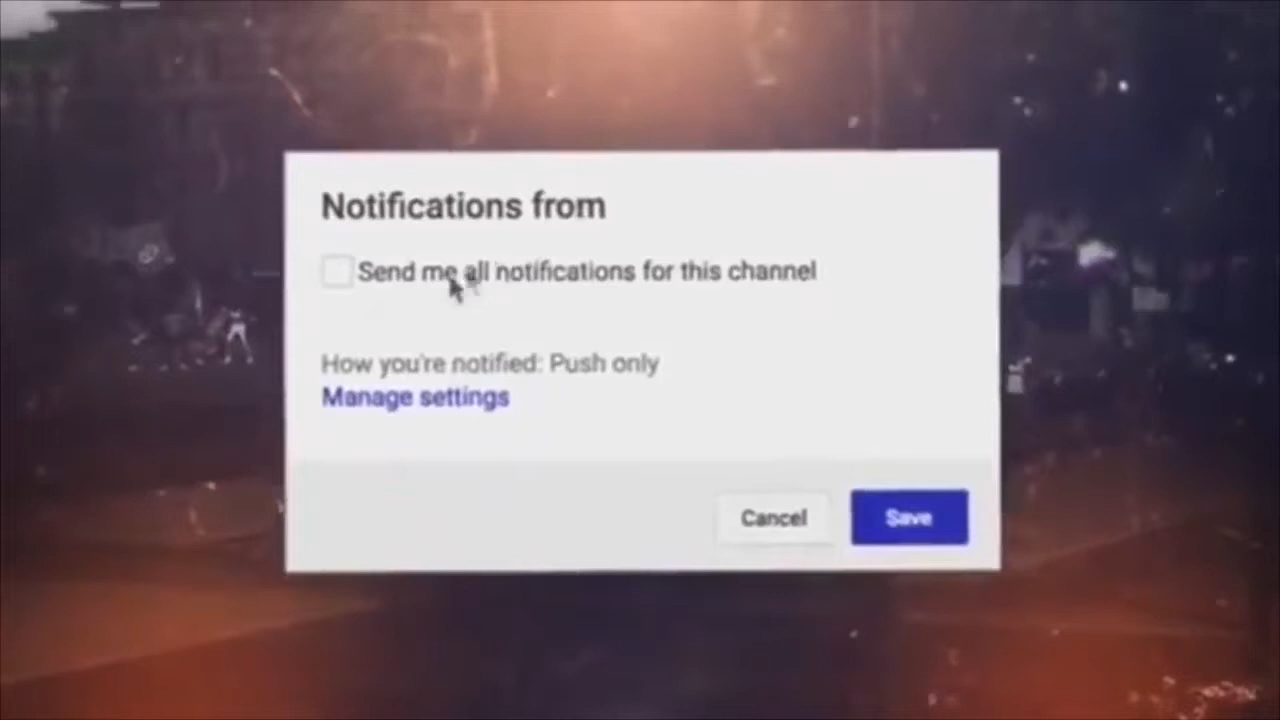 Notifications from
Send me all notifications for this channel
How you're notified: Push only
Manage settings
Cancel
Save